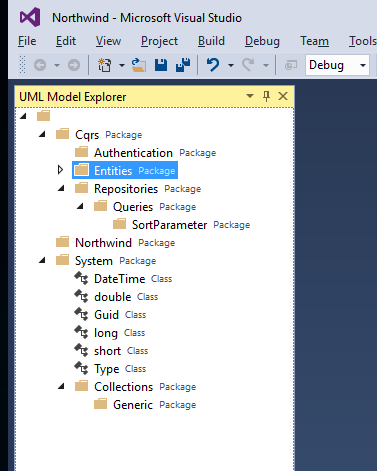 Northwind - Microsoft Visual Studio
File Edit View Project Build Debug Team Tools
Debug
UML Model Explorer
Cqrs Package
Authentication Package
Entities Package
Repositories Package
Queries Package
SortParameter Package
Northwind Package
System Package
DateTime Class
double Class
Guid Class
long Class
short Class
Type Class
Collections Package
Generic Package